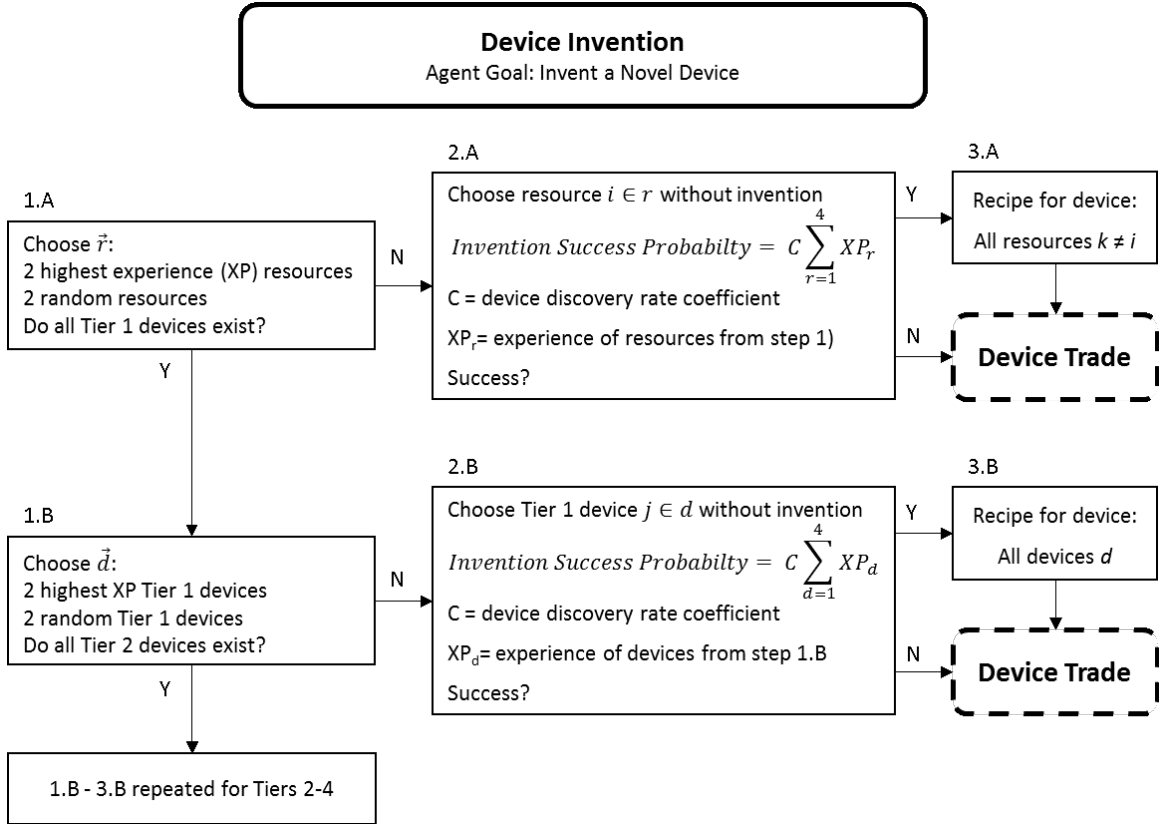 Device Invention
Agent Goal: Invent a Novel Device
1.A
Choose r⃗:
2 highest experience (XP) resources
2 random resources
Do all Tier 1 devices exist?
N
Y
2.A
Choose resource i ∈ r without invention
Invention Success Probabilty = C ∑_{r=1}^{4} XP_r
C = device discovery rate coefficient
XP_r= experience of resources from step 1)
Success?
Y
N
3.A
Recipe for device:
All resources k ≠ i
Device Trade
1.B
Choose d⃗:
2 highest XP Tier 1 devices
2 random Tier 1 devices
Do all Tier 2 devices exist?
N
Y
2.B
Choose Tier 1 device j ∈ d without invention
Invention Success Probabilty = C ∑_{d=1}^{4} XP_d
C = device discovery rate coefficient
XP_d= experience of devices from step 1.B
Success?
Y
N
3.B
Recipe for device:
All devices d
Device Trade
1.B - 3.B repeated for Tiers 2-4